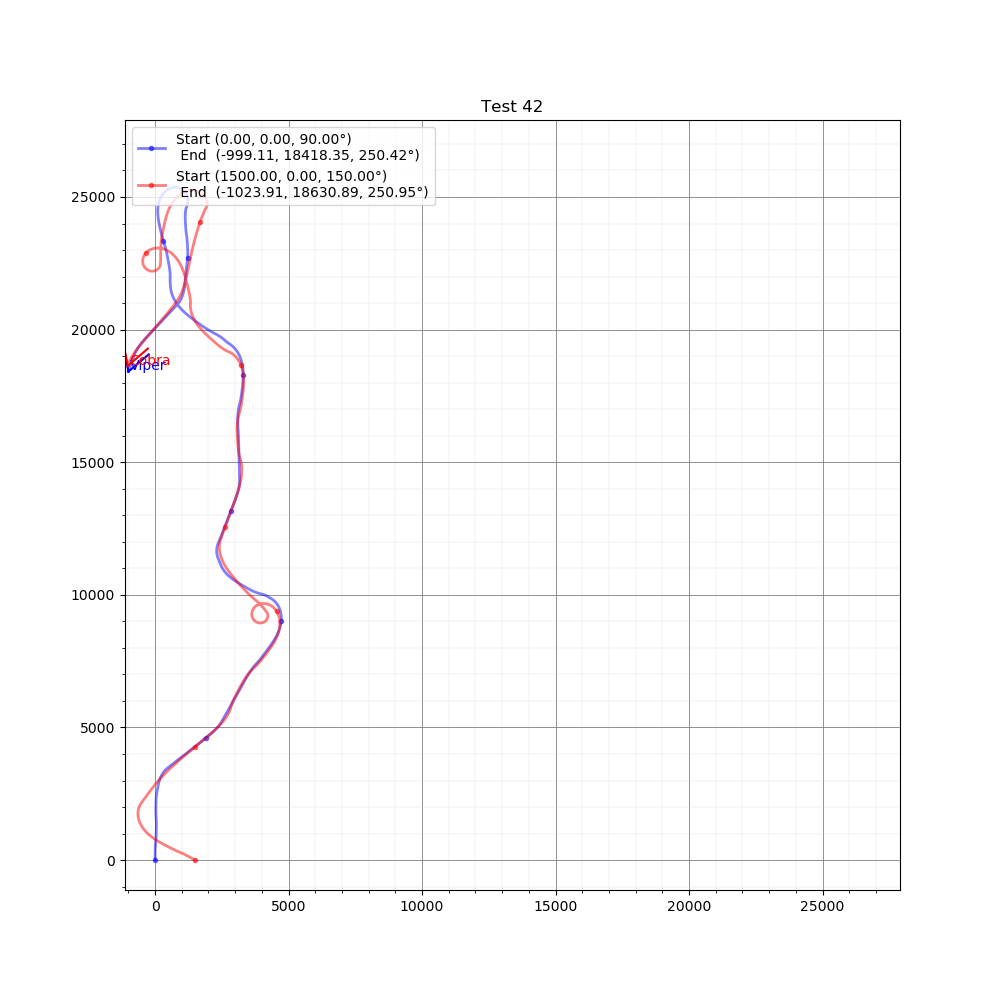 Test 42
Start (0.00, 0.00, 90.00°)
End (-999.11, 18418.35, 250.42°)
Start (1500.00, 0.00, 150.00°)
End (-1023.91, 18630.89, 250.95°)
25000
20000
15000
10000
5000
0
0 5000 10000 15000 20000 25000